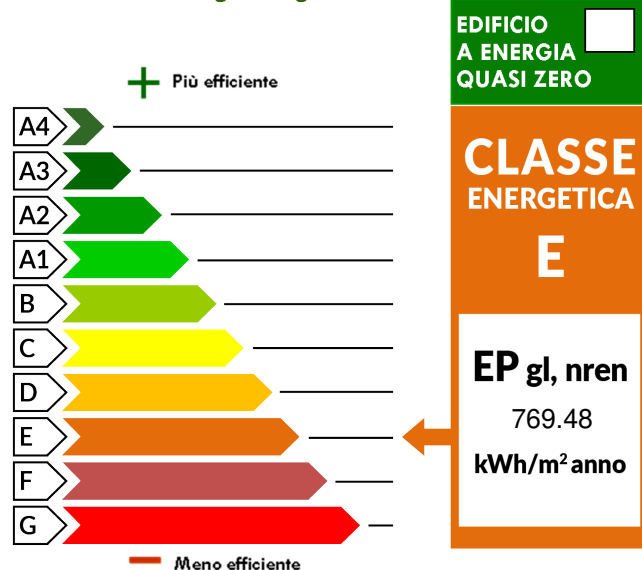 EDIFICIO
A ENERGIA
QUASI ZERO
Più efficiente
A4
A3
A2
A1
B
C
D
E
F
G
Meno efficiente
CLASSE
ENERGETICA
E
EP gl, nren
769.48
kWh/m² anno